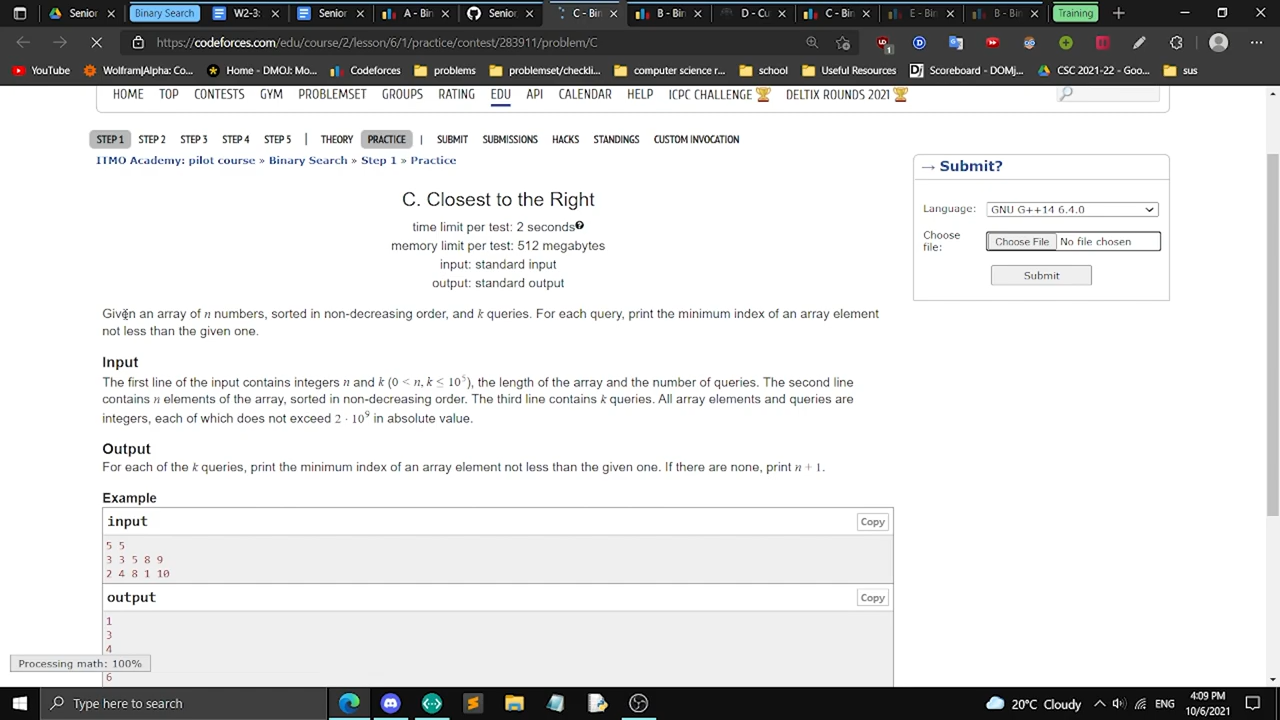 Senior
Binary Search
W2-3:
Senior
A - Bin
Senior
C - Bin
B - Bin
D - Cu
C - Bin
E - Bin
B - Bin
Training
https://codeforces.com/edu/course/2/lesson/6/1/practice/contest/283911/problem/C
YouTube
Wolfram|Alpha: Co...
Home - DMOJ: Mo...
Codeforces
problems
problemset/checkli...
computer science r...
school
Useful Resources
Scoreboard — DOMj...
CSC 2021-22 - Goo...
sus
HOME TOP CONTESTS GYM PROBLEMSET GROUPS RATING EDU API CALENDAR HELP ICPC CHALLENGE DELTIX ROUNDS 2021
STEP 1 STEP 2 STEP 3 STEP 4 STEP 5 | THEORY PRACTICE | SUBMIT SUBMISSIONS HACKS STANDINGS CUSTOM INVOCATION
ITMO Academy: pilot course » Binary Search » Step 1 » Practice
C. Closest to the Right
time limit per test: 2 seconds
memory limit per test: 512 megabytes
input: standard input
output: standard output
Given an array of n numbers, sorted in non-decreasing order, and k queries. For each query, print the minimum index of an array element
not less than the given one.
Input
The first line of the input contains integers n and k (0 < n, k ≤ 10⁵), the length of the array and the number of queries. The second line
contains n elements of the array, sorted in non-decreasing order. The third line contains k queries. All array elements and queries are
integers, each of which does not exceed 2 · 10⁹ in absolute value.
Output
For each of the k queries, print the minimum index of an array element not less than the given one. If there are none, print n + 1.
Example
input
Copy
5 5
3 3 5 8 9
2 4 8 1 10
output
Copy
1
3
4
6
→ Submit?
Language: GNU G++14 6.4.0
Choose
file:
Choose File No file chosen
Submit
Processing math: 100%
Type here to search
20°C Cloudy
ENG
4:09 PM
10/6/2021